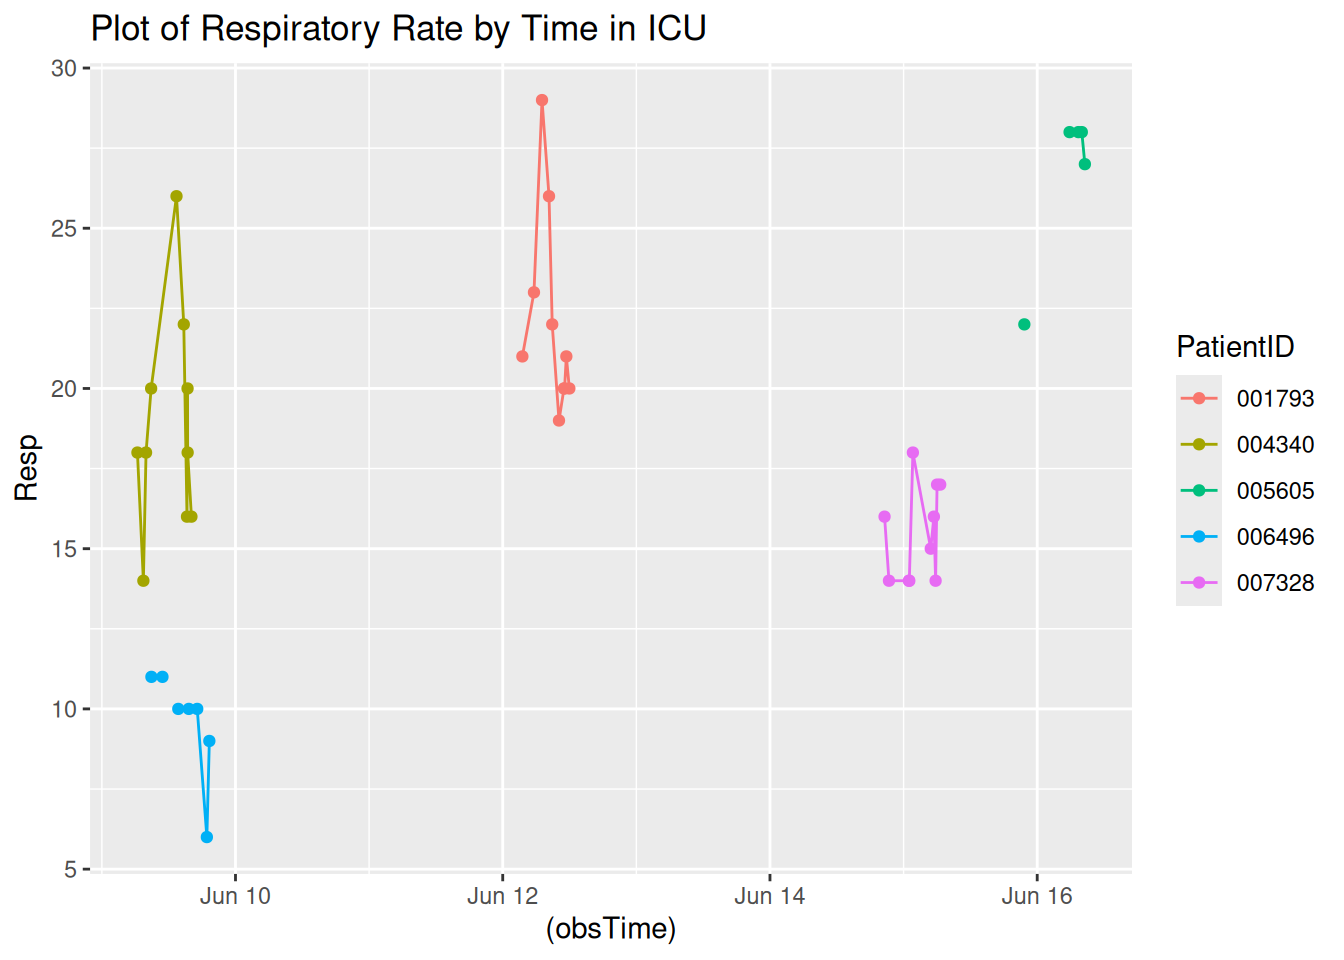 Plot of Respiratory Rate by Time in ICU
30
25
20
15
10
5
Resp
Jun 10
Jun 12
Jun 14
Jun 16
(obsTime)
PatientID
001793
004340
005605
006496
007328